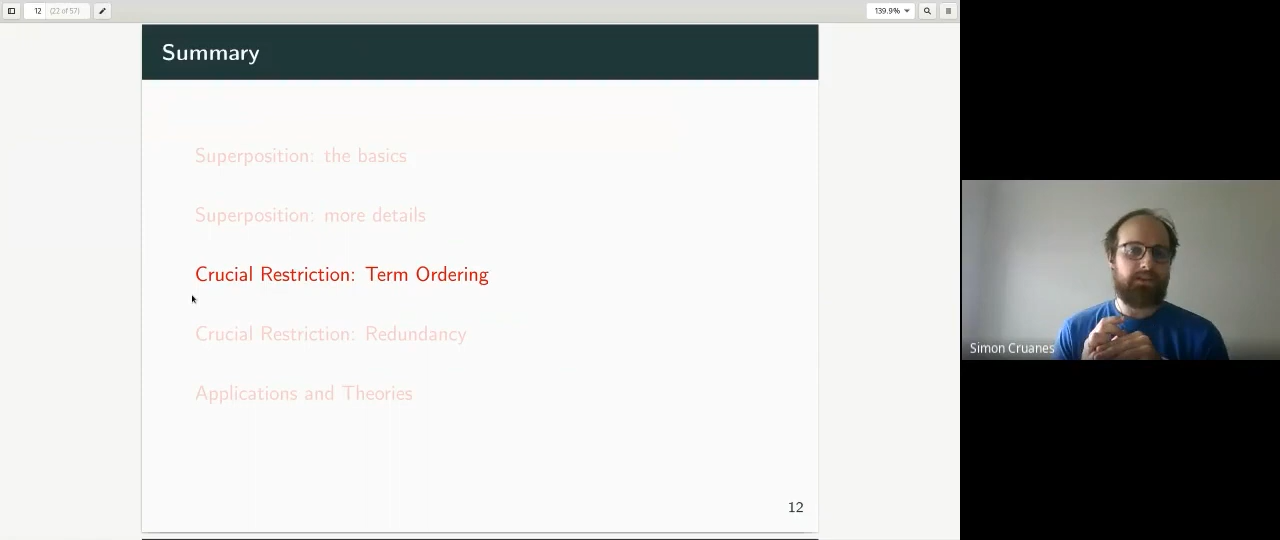 12 (22 of 57) 139.9%
Summary
Superposition: the basics
Superposition: more details
Crucial Restriction: Term Ordering
Crucial Restriction: Redundancy
Applications and Theories
12
Simon Cruanes